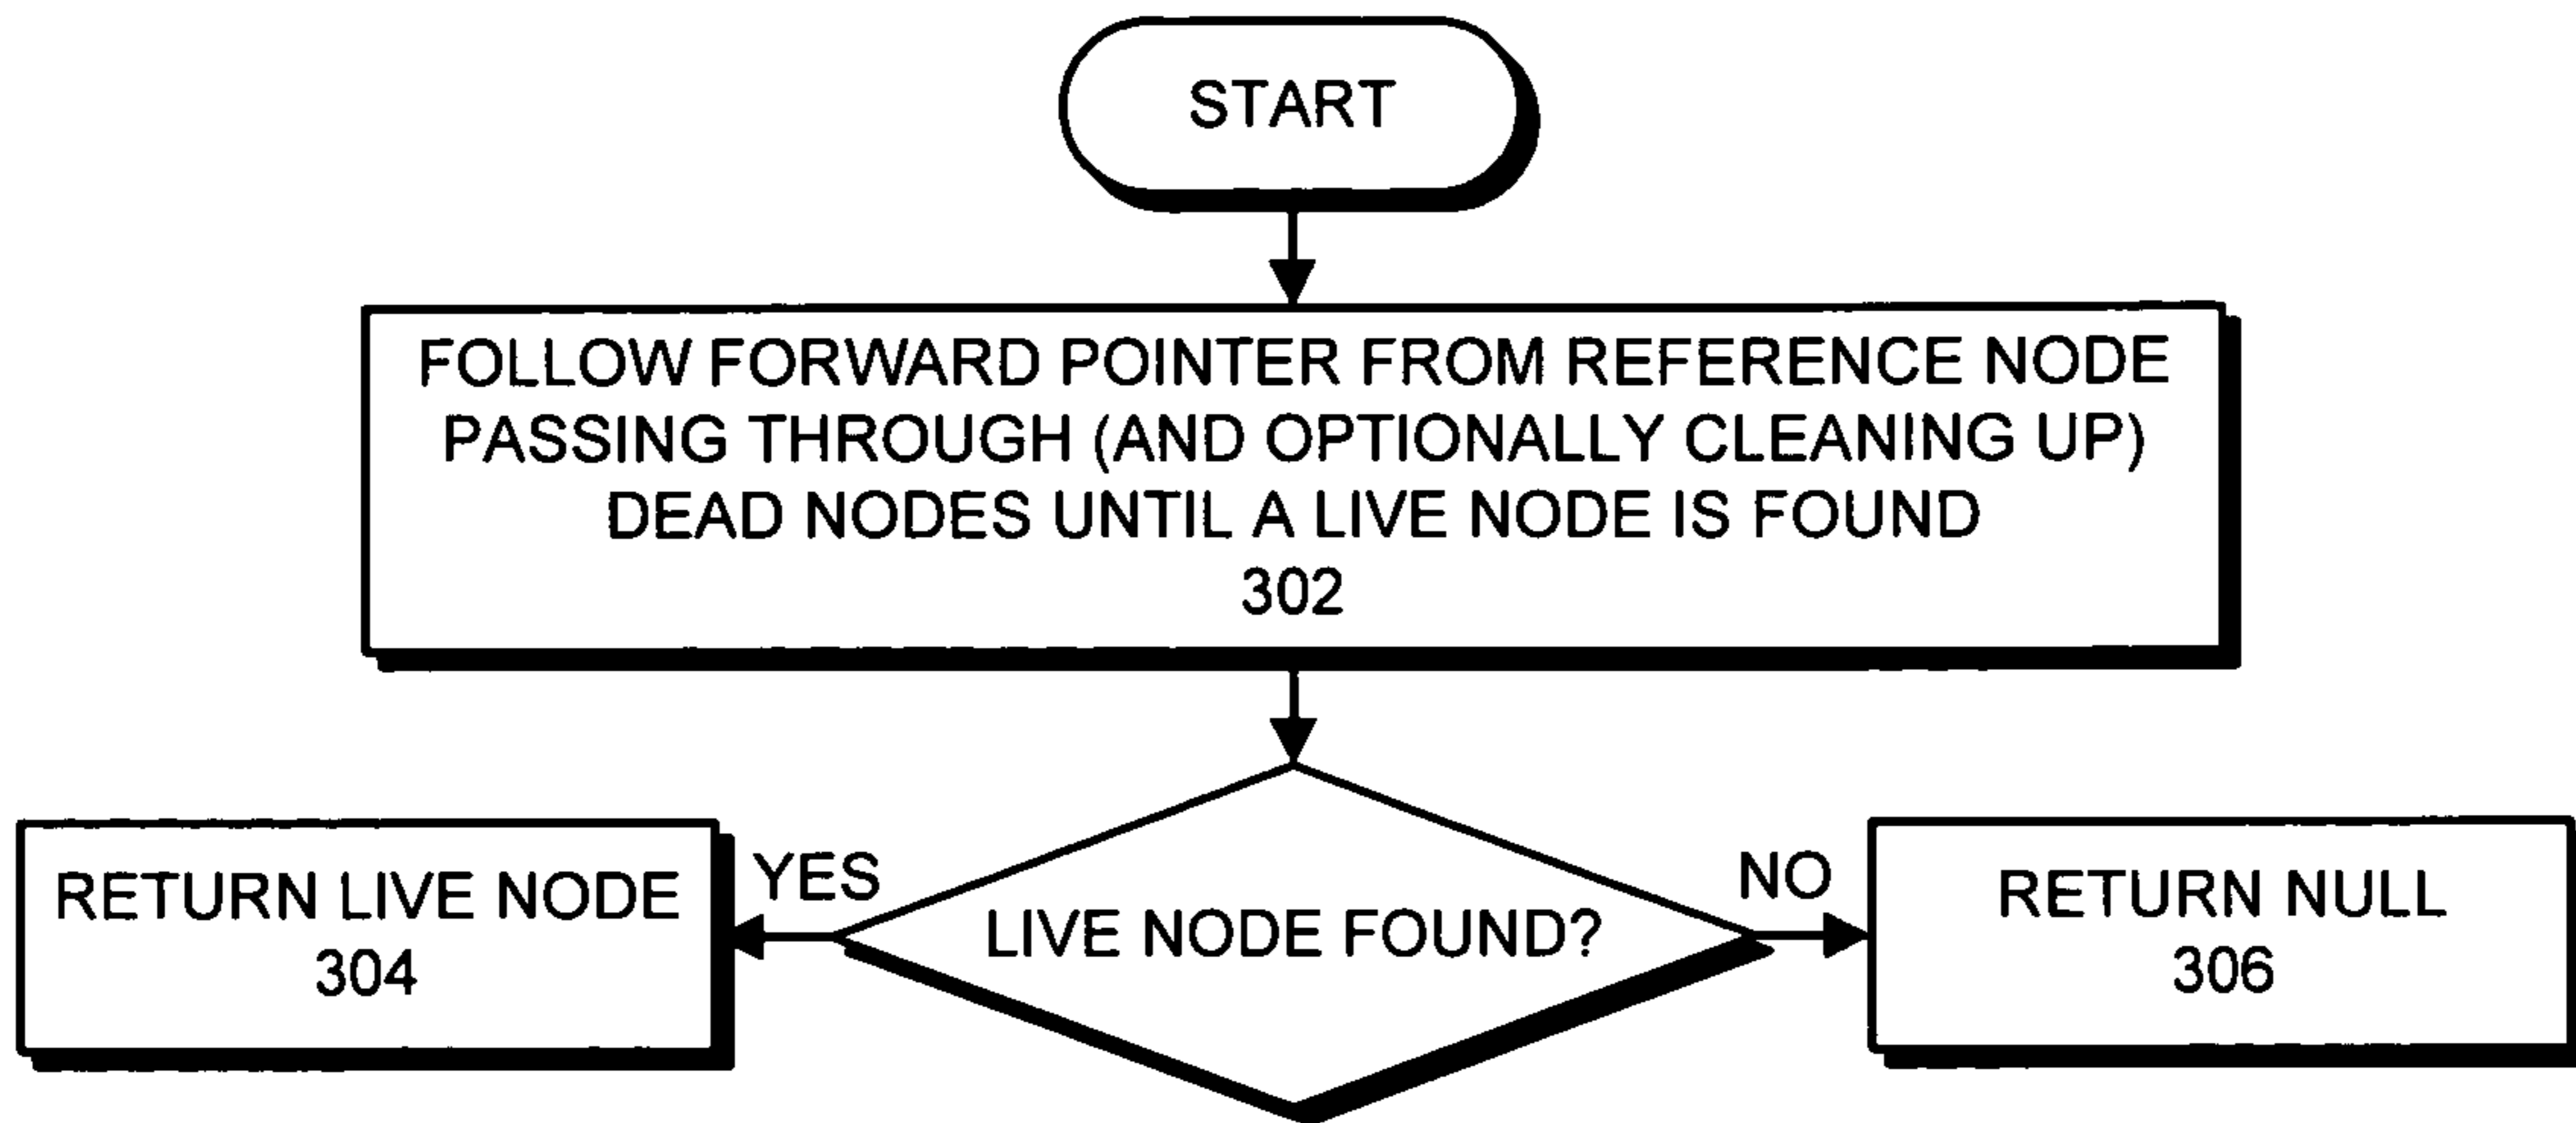 START
FOLLOW FORWARD POINTER FROM REFERENCE NODE
PASSING THROUGH (AND OPTIONALLY CLEANING UP)
DEAD NODES UNTIL A LIVE NODE IS FOUND
302
YES
NO
RETURN LIVE NODE
304
LIVE NODE FOUND?
RETURN NULL
306